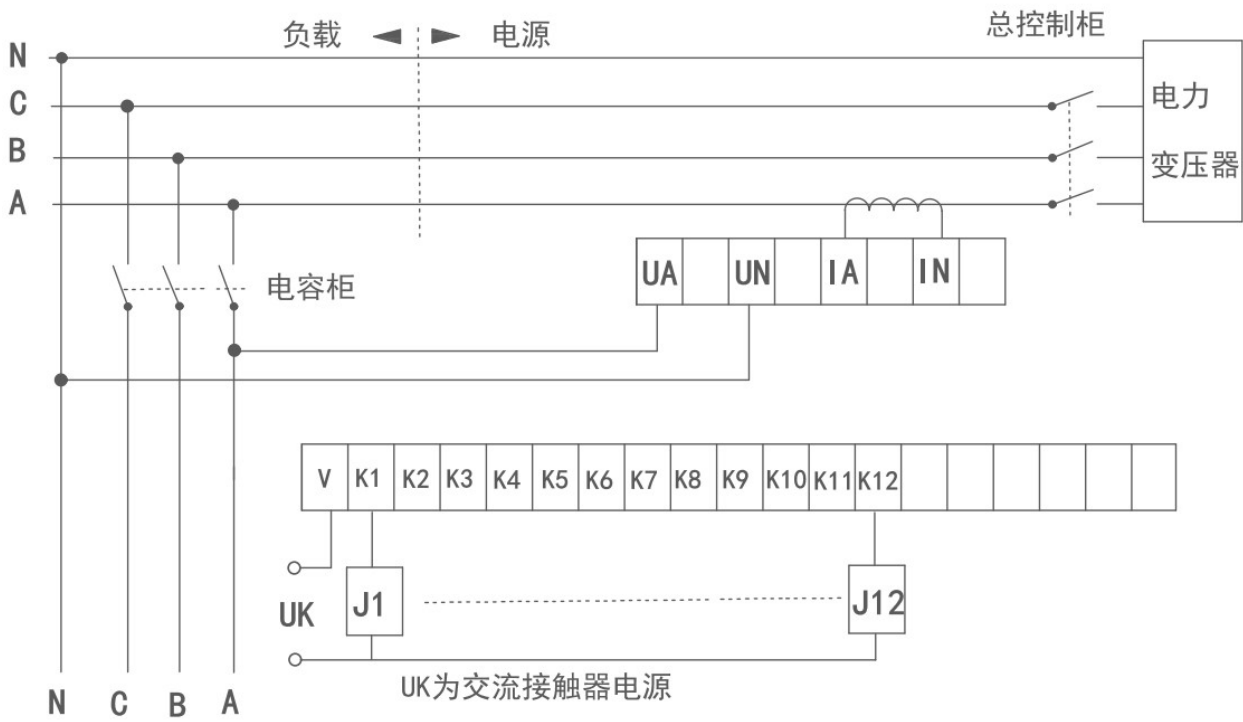 负载 电源 总控制柜
N
C 电力
B 变压器
A
电容柜 UA UN IA IN
V K1 K2 K3 K4 K5 K6 K7 K8 K9 K10 K11 K12
UK J1 J12
UK为交流接触器电源
N C B A